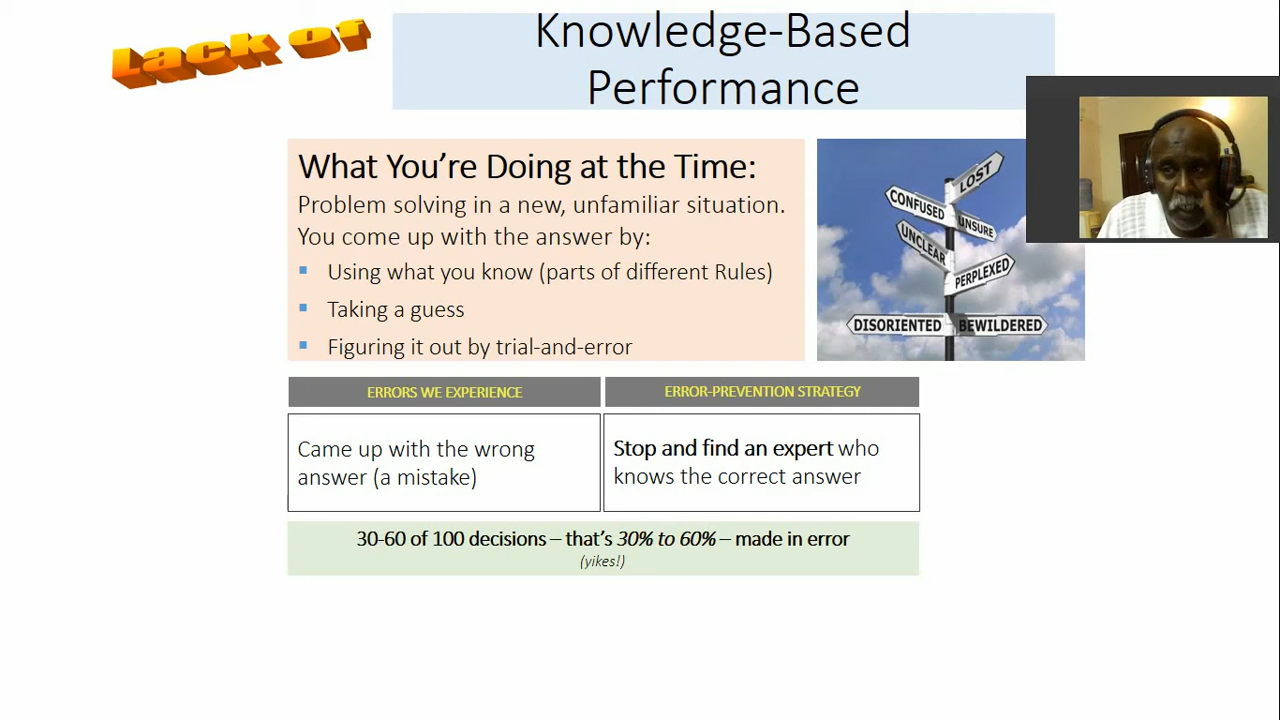 Lack of
Knowledge-Based
Performance
What You're Doing at the Time:
Problem solving in a new, unfamiliar situation.
You come up with the answer by:
▪ Using what you know (parts of different Rules)
▪ Taking a guess
▪ Figuring it out by trial-and-error
LOST
CONFUSED
UNSURE
UNCLEAR
PERPLEXED
DISORIENTED
BEWILDERED
ERRORS WE EXPERIENCE
ERROR-PREVENTION STRATEGY
Came up with the wrong
answer (a mistake)
Stop and find an expert who
knows the correct answer
30-60 of 100 decisions – that's 30% to 60% – made in error
(yikes!)